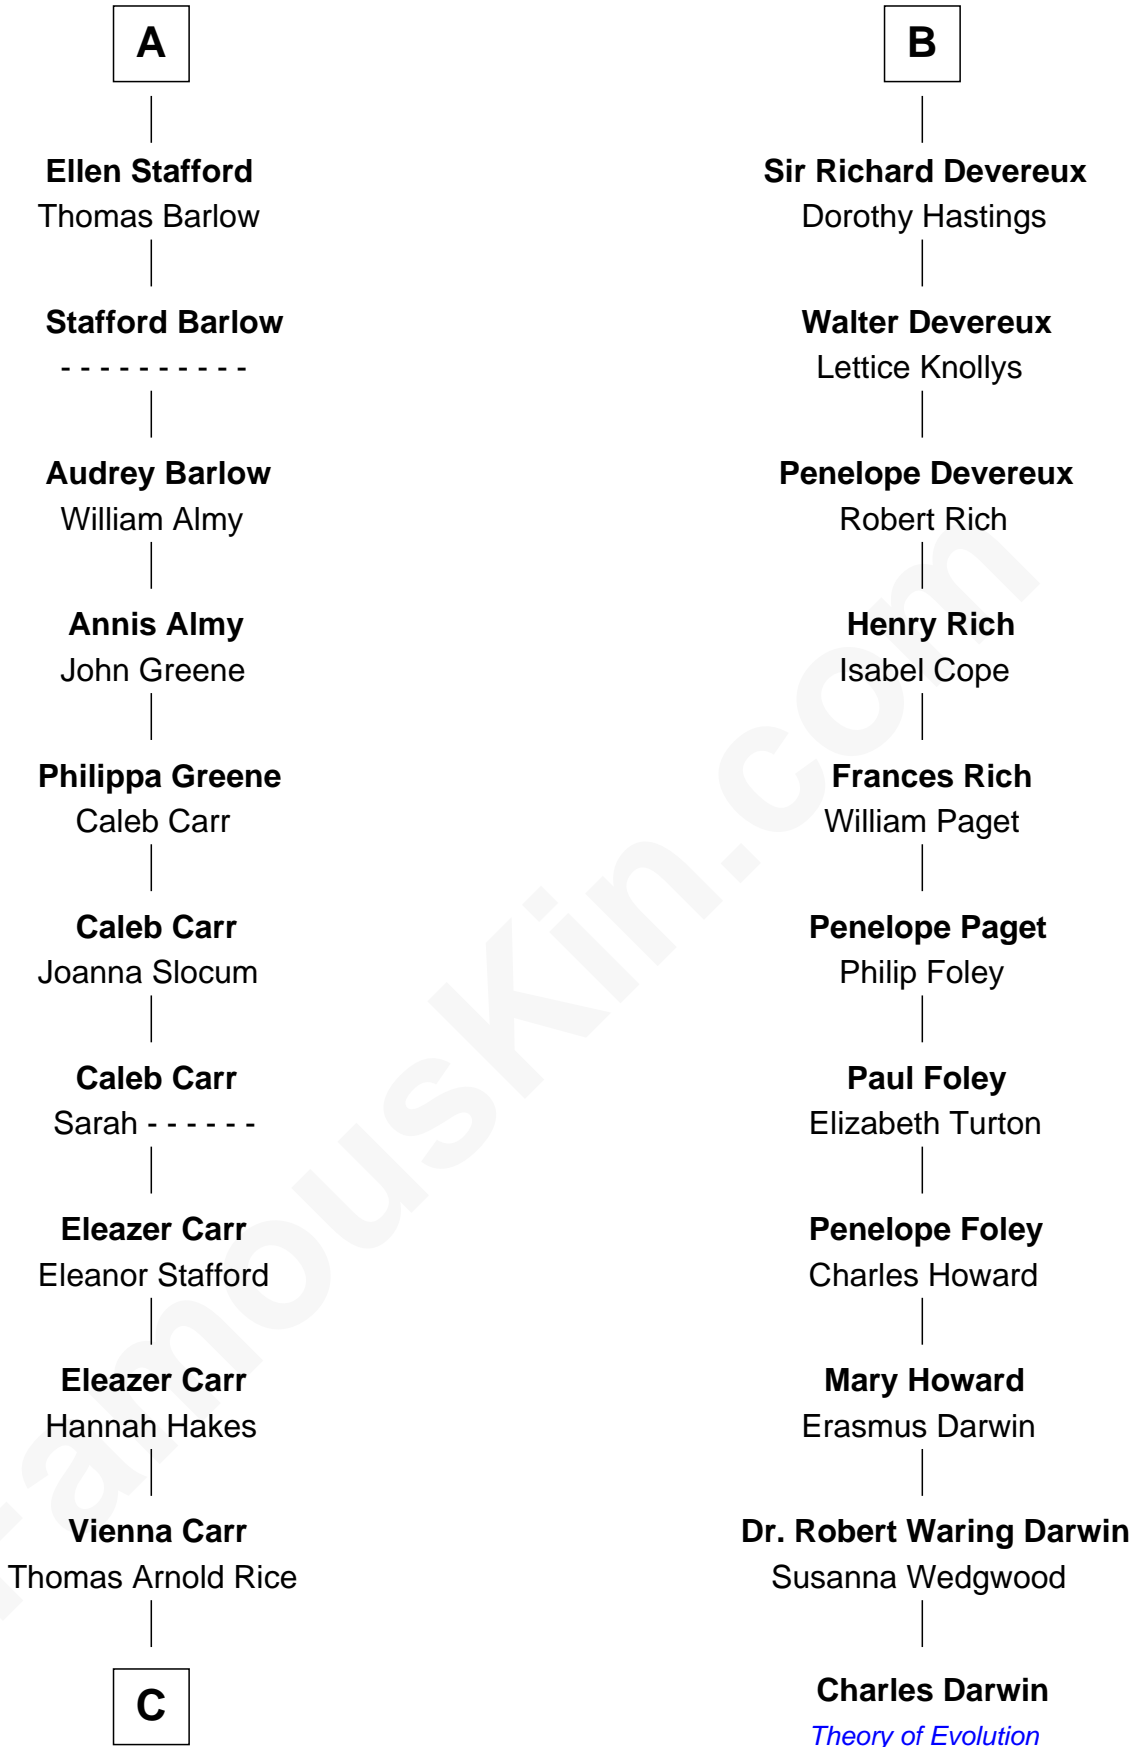 A
Ellen Stafford
Thomas Barlow
Stafford Barlow
- - - - - - - - - -
Audrey Barlow
William Almy
Annis Almy
John Greene
Philippa Greene
Caleb Carr
Caleb Carr
Joanna Slocum
Caleb Carr
Sarah - - - - - -
Eleazer Carr
Eleanor Stafford
Eleazer Carr
Hannah Hakes
Vienna Carr
Thomas Arnold Rice
C
B
Sir Richard Devereux
Dorothy Hastings
Walter Devereux
Lettice Knollys
Penelope Devereux
Robert Rich
Henry Rich
Isabel Cope
Frances Rich
William Paget
Penelope Paget
Philip Foley
Paul Foley
Elizabeth Turton
Penelope Foley
Charles Howard
Mary Howard
Erasmus Darwin
Dr. Robert Waring Darwin
Susanna Wedgwood
Charles Darwin
Theory of Evolution
FamousKin.com